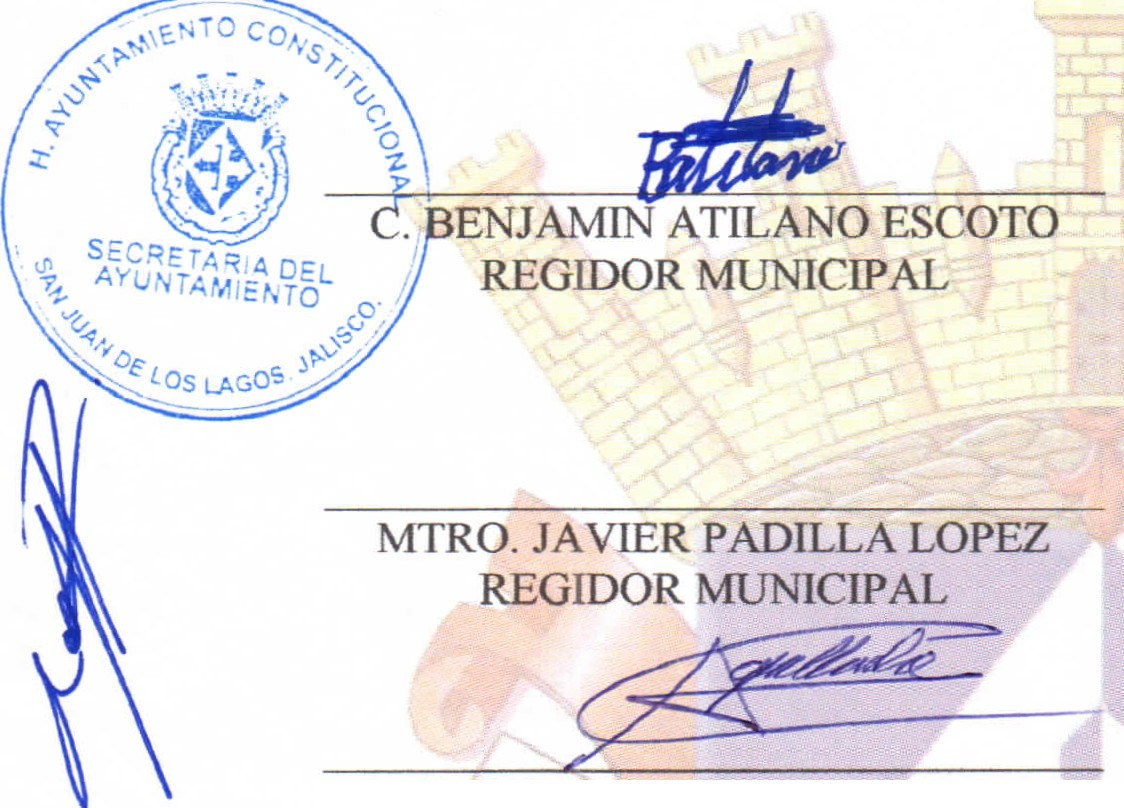 H. AYUNTAMIENTO CONSTITUCIONAL
SECRETARIA DEL
AYUNTAMIENTO
SAN JUAN DE LOS LAGOS, JALISCO.
C. BENJAMIN ATILANO ESCOTO
REGIDOR MUNICIPAL
MTRO. JAVIER PADILLA LOPEZ
REGIDOR MUNICIPAL